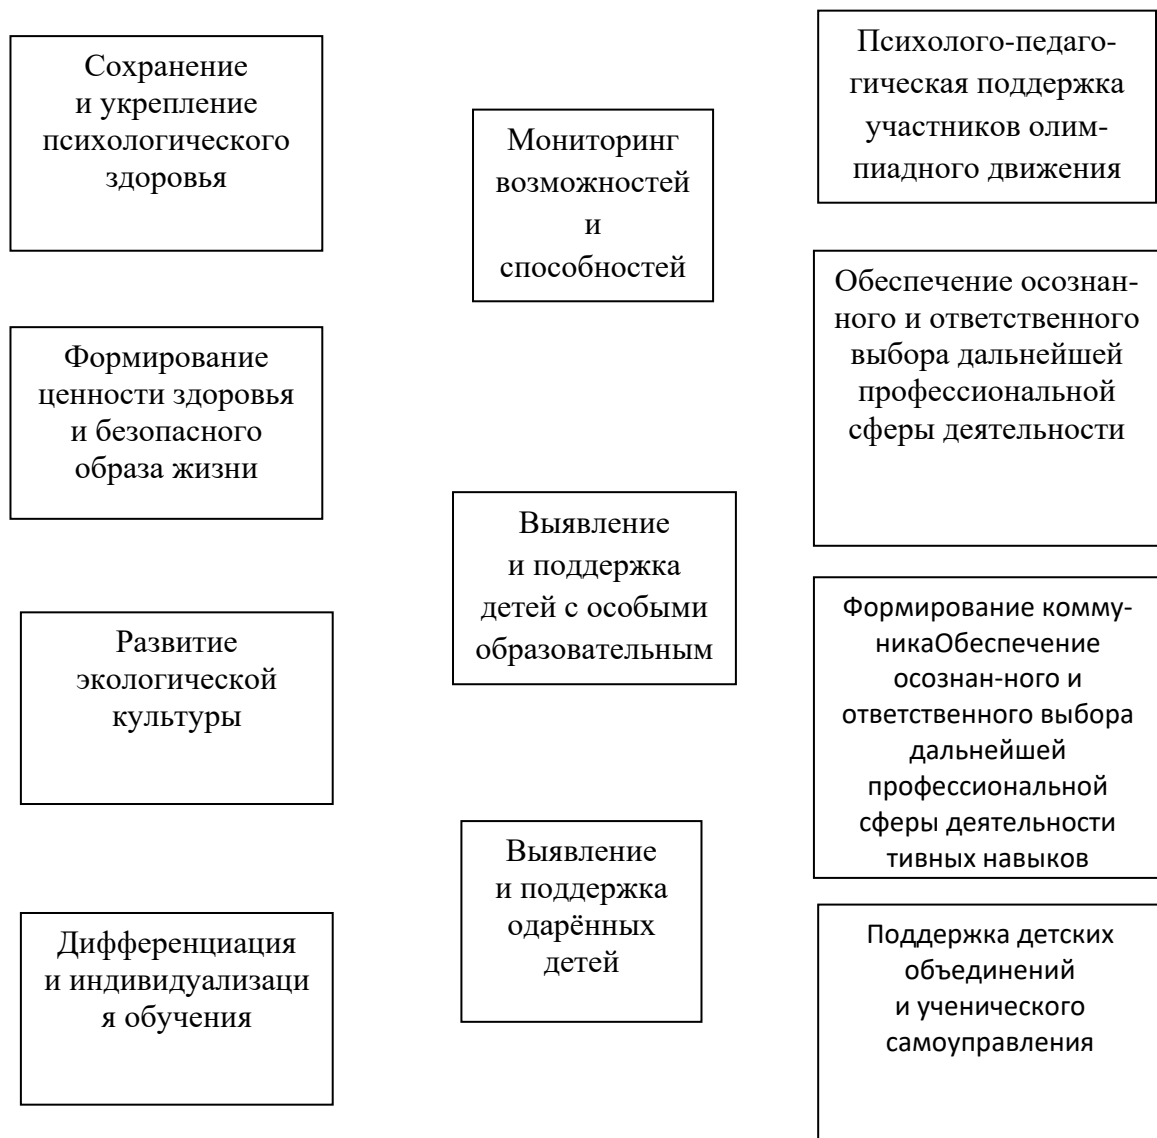 Сохранение
и укрепление
психологического
здоровья
Формирование
ценности здоровья
и безопасного
образа жизни
Развитие
экологической
культуры
Дифференциация
и индивидуализаци
я обучения
Мониторинг
возможностей
и
способностей
Выявление
и поддержка
детей с особыми
образовательным
Выявление
и поддержка
одарённых
детей
Психолого-педаго-
гическая поддержка
участников олим-
пиадного движения
Обеспечение осознан-
ного и ответственного
выбора дальнейшей
профессиональной
сферы деятельности
Формирование комму-
никаОбеспечение
осознан-ного и
ответственного выбора
дальнейшей
профессиональной
сферы деятельности
тивных навыков
Поддержка детских
объединений
и ученического
самоуправления